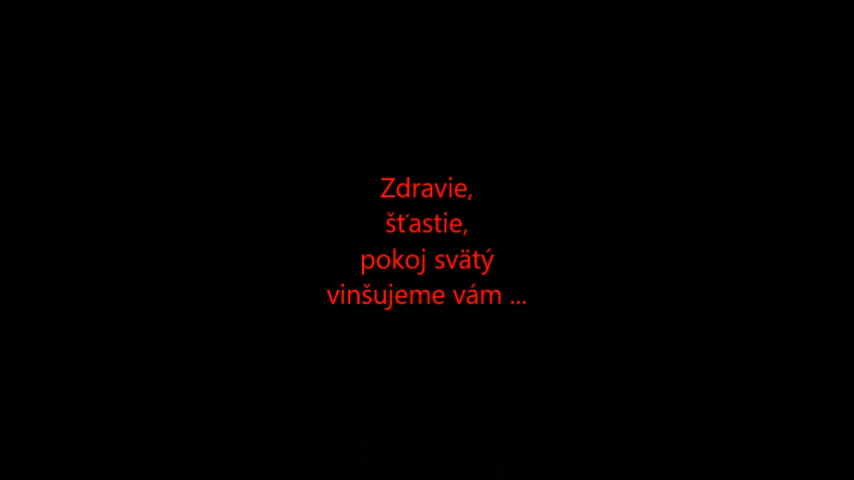 Zdravie,
šťastie,
pokoj svätý
vinšujeme vám ...